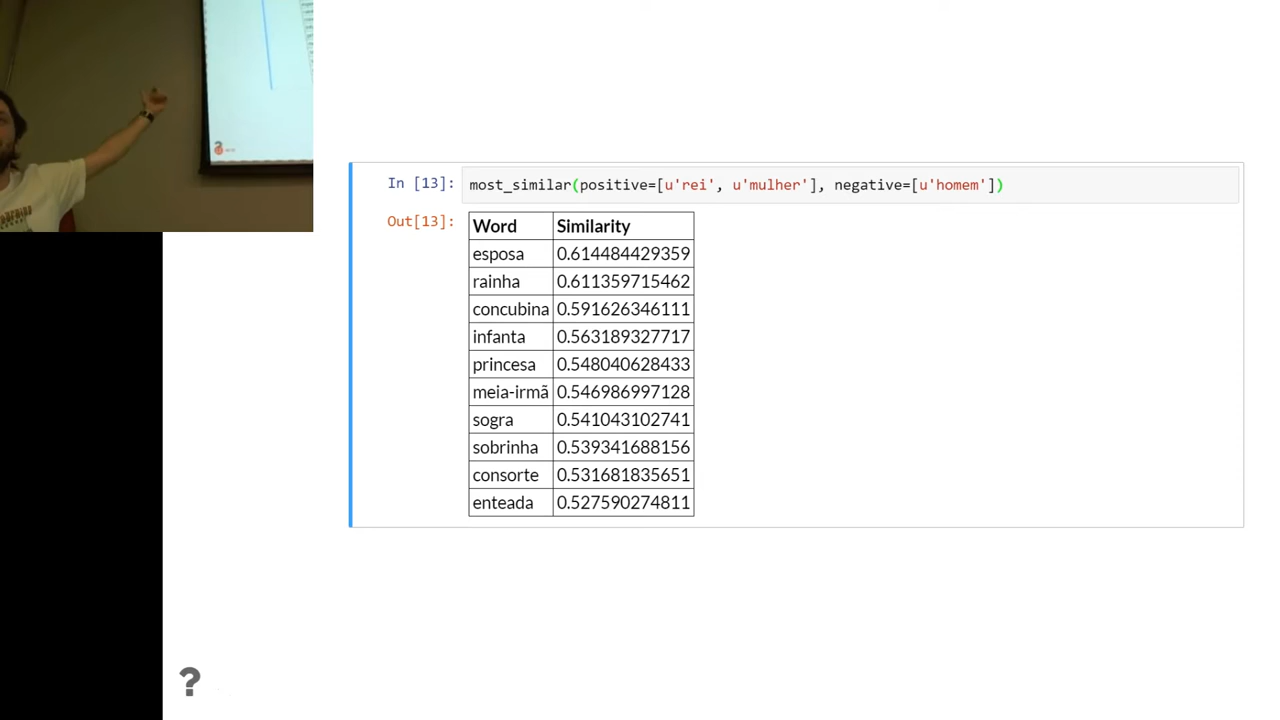 In [13]: most_similar(positive=[u'rei', u'mulher'], negative=[u'homem'])
Out[13]:
Word Similarity
esposa 0.614484429359
rainha 0.611359715462
concubina 0.591626346111
infanta 0.563189327717
princesa 0.548040628433
meia-irmã 0.546986997128
sogra 0.541043102741
sobrinha 0.539341688156
consorte 0.531681835651
enteada 0.527590274811
?